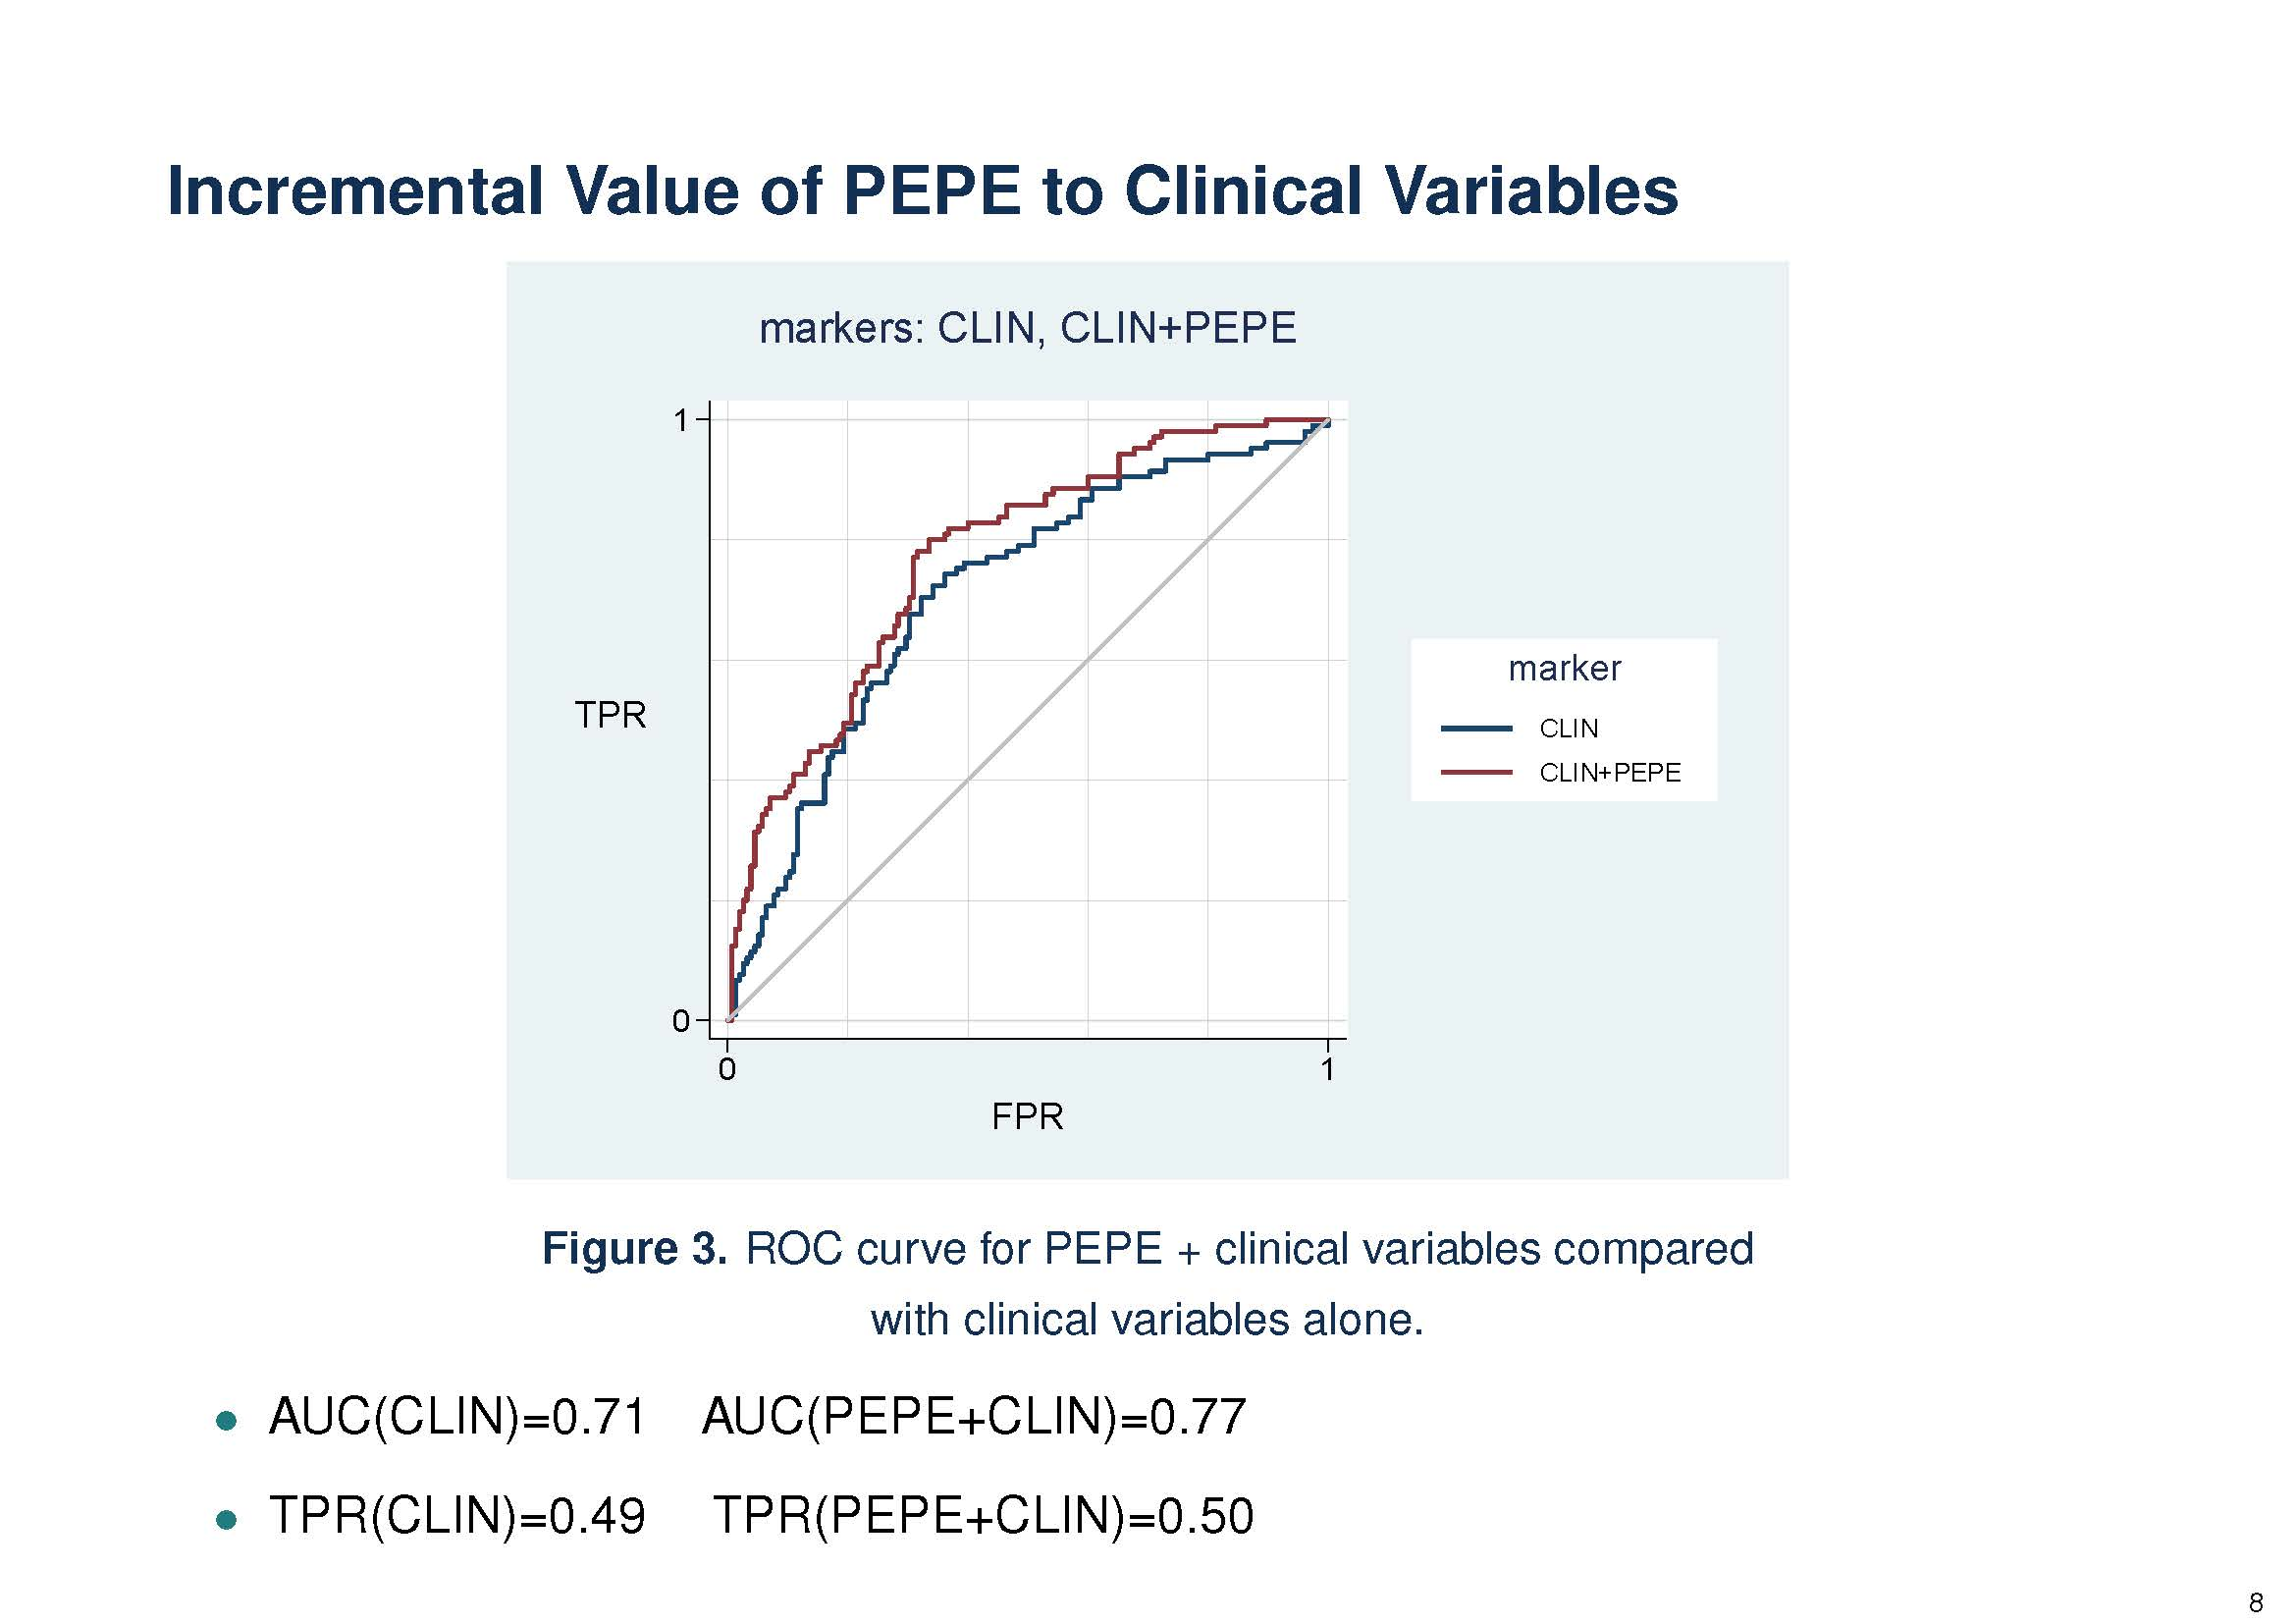 Incremental Value of PEPE to Clinical Variables
markers: CLIN, CLIN+PEPE
1
TPR
0
0
1
FPR
marker
CLIN
CLIN+PEPE
Figure 3. ROC curve for PEPE + clinical variables compared
with clinical variables alone.
• AUC(CLIN)=0.71 AUC(PEPE+CLIN)=0.77
• TPR(CLIN)=0.49 TPR(PEPE+CLIN)=0.50
8